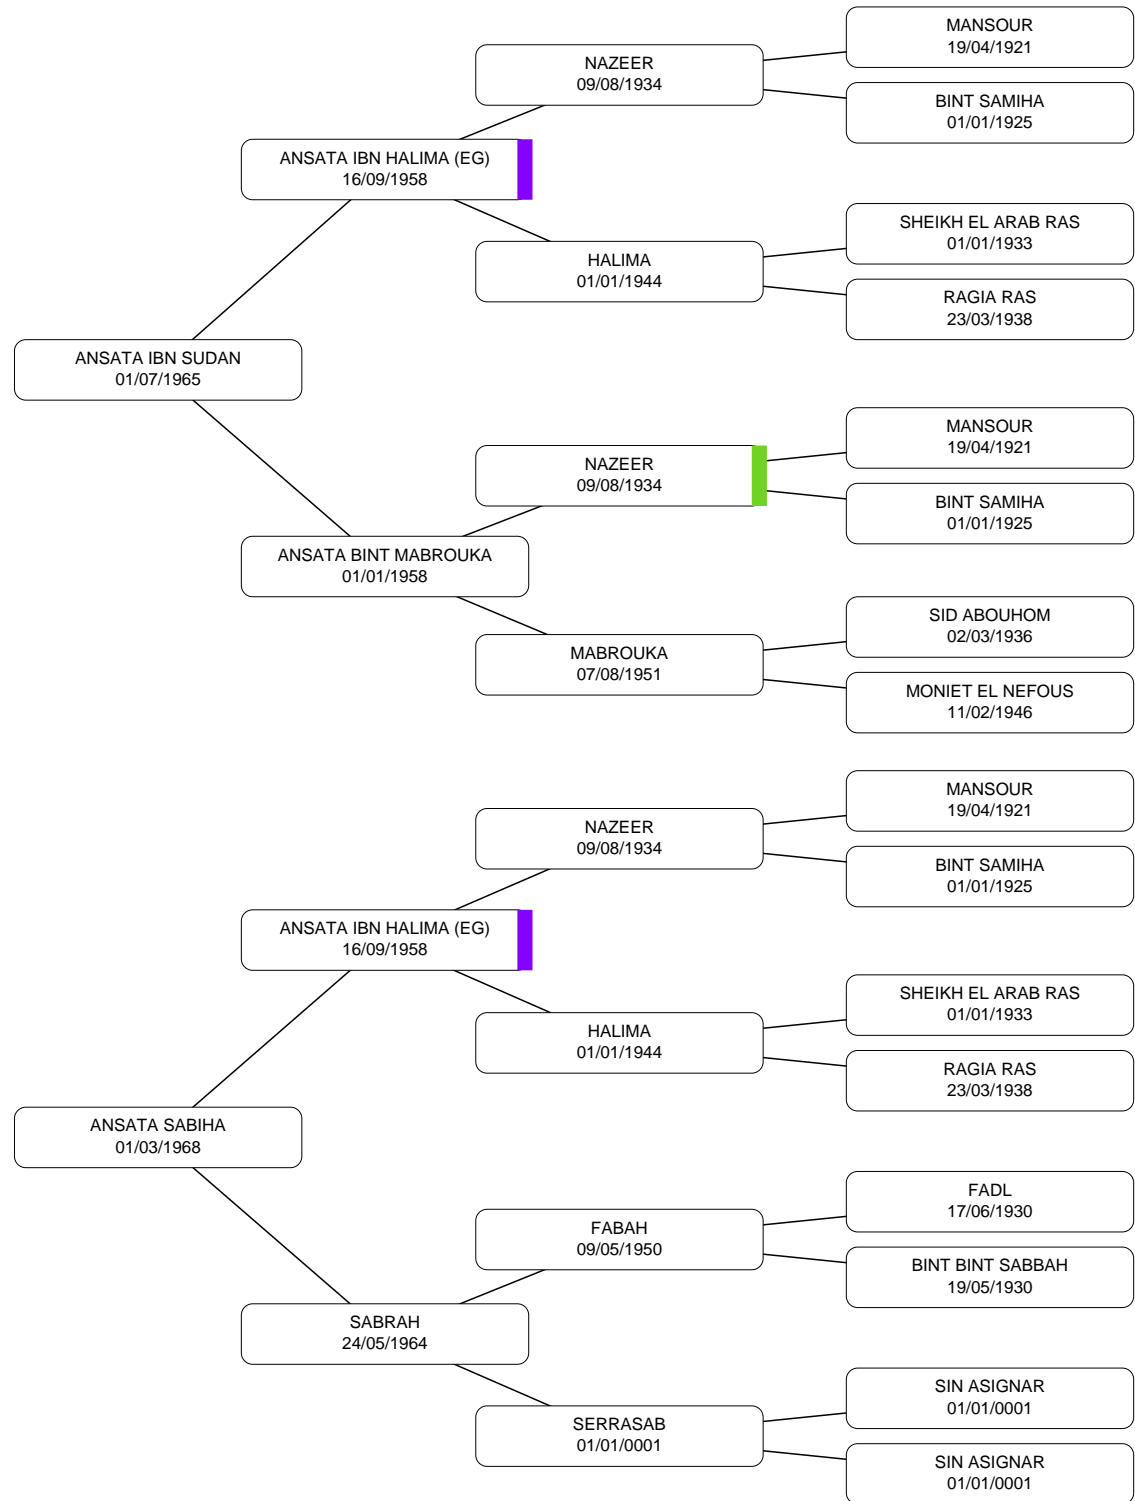 MANSOUR
19/04/1921
NAZEER
09/08/1934
BINT SAMIHA
01/01/1925
ANSATA IBN HALIMA (EG)
16/09/1958
SHEIKH EL ARAB RAS
01/01/1933
HALIMA
01/01/1944
RAGIA RAS
23/03/1938
ANSATA IBN SUDAN
01/07/1965
MANSOUR
19/04/1921
NAZEER
09/08/1934
BINT SAMIHA
01/01/1925
ANSATA BINT MABROUKA
01/01/1958
SID ABOUHOM
02/03/1936
MABROUKA
07/08/1951
MONIET EL NEFOUS
11/02/1946
MANSOUR
19/04/1921
NAZEER
09/08/1934
BINT SAMIHA
01/01/1925
ANSATA IBN HALIMA (EG)
16/09/1958
SHEIKH EL ARAB RAS
01/01/1933
HALIMA
01/01/1944
RAGIA RAS
23/03/1938
ANSATA SABIHA
01/03/1968
FADL
17/06/1930
FABAH
09/05/1950
BINT BINT SABBAH
19/05/1930
SABRAH
24/05/1964
SIN ASIGNAR
01/01/0001
SERRASAB
01/01/0001
SIN ASIGNAR
01/01/0001